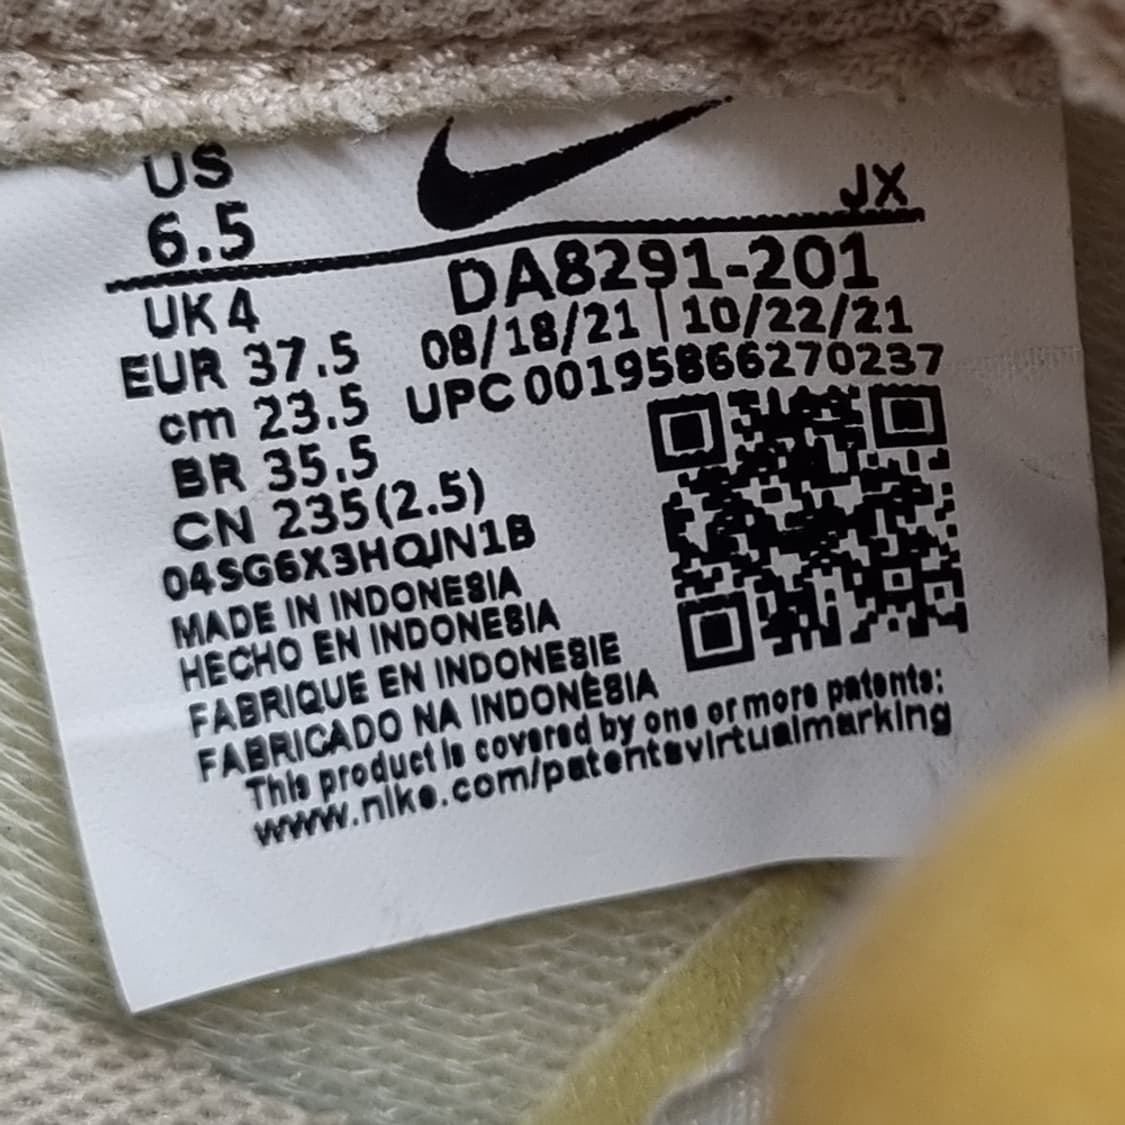 US
6.5
JX
UK 4
DA8291-201
EUR 37.5
08/18/21 | 10/22/21
cm 23.5
UPC 00195866270237
BR 35.5
CN 235(2.5)
04SG6X3HQJN1B
MADE IN INDONESIA
HECHO EN INDONESIA
FABRIQUE EN INDONESIE
FABRICADO NA INDONÉSIA
This product is covered by one or more patents:
www.nike.com/patentsvirtualmarking